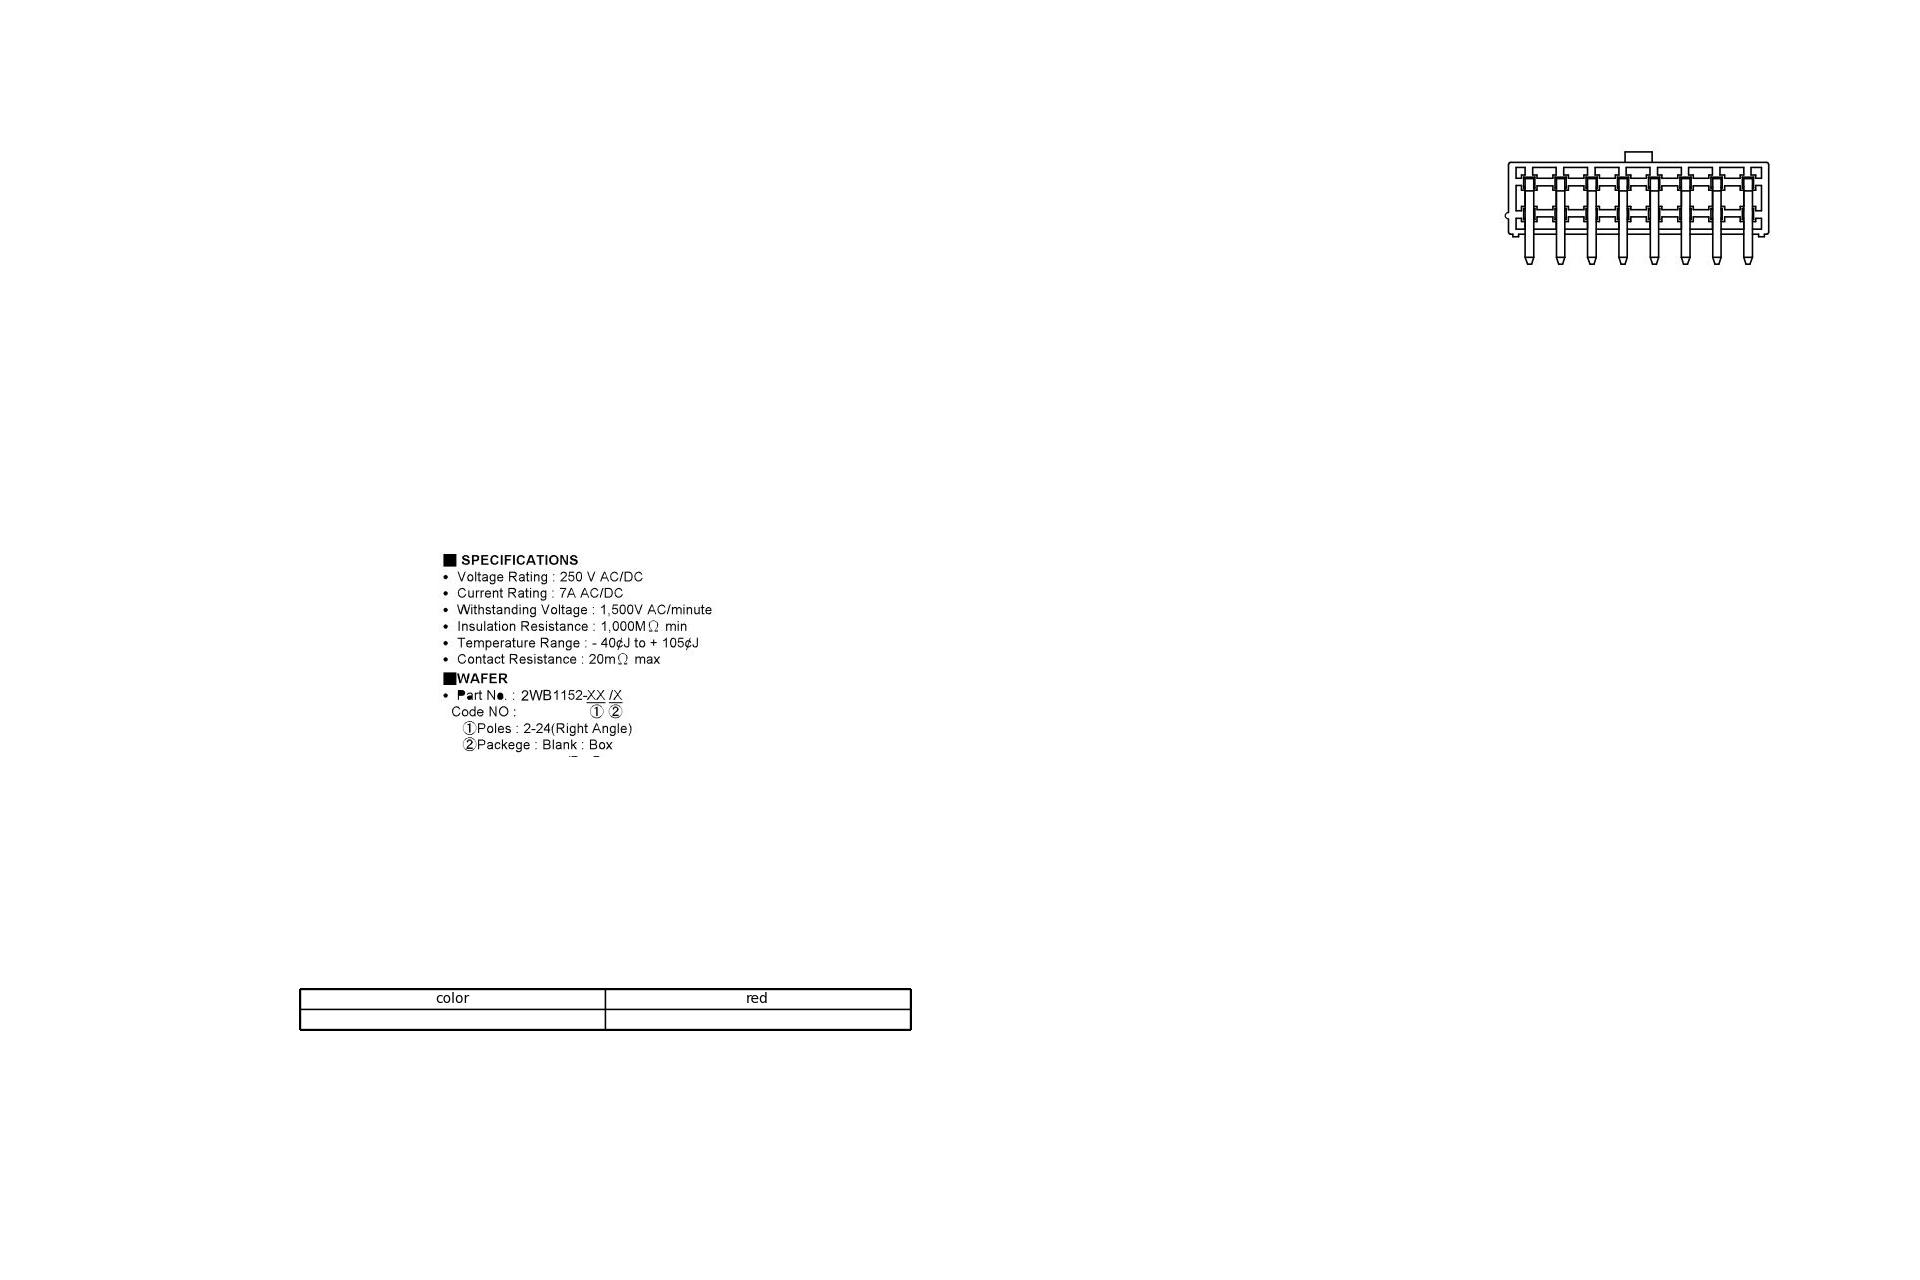 ■ SPECIFICATIONS
• Voltage Rating : 250 V AC/DC
• Current Rating : 7A AC/DC
• Withstanding Voltage : 1,500V AC/minute
• Insulation Resistance : 1,000MΩ min
• Temperature Range : - 40¢J to + 105¢J
• Contact Resistance : 20mΩ max
■WAFER
• Part No. : 2WB1152-XX /X
Code NO : ① ②
①Poles : 2-24(Right Angle)
②Packege : Blank : Box
color red